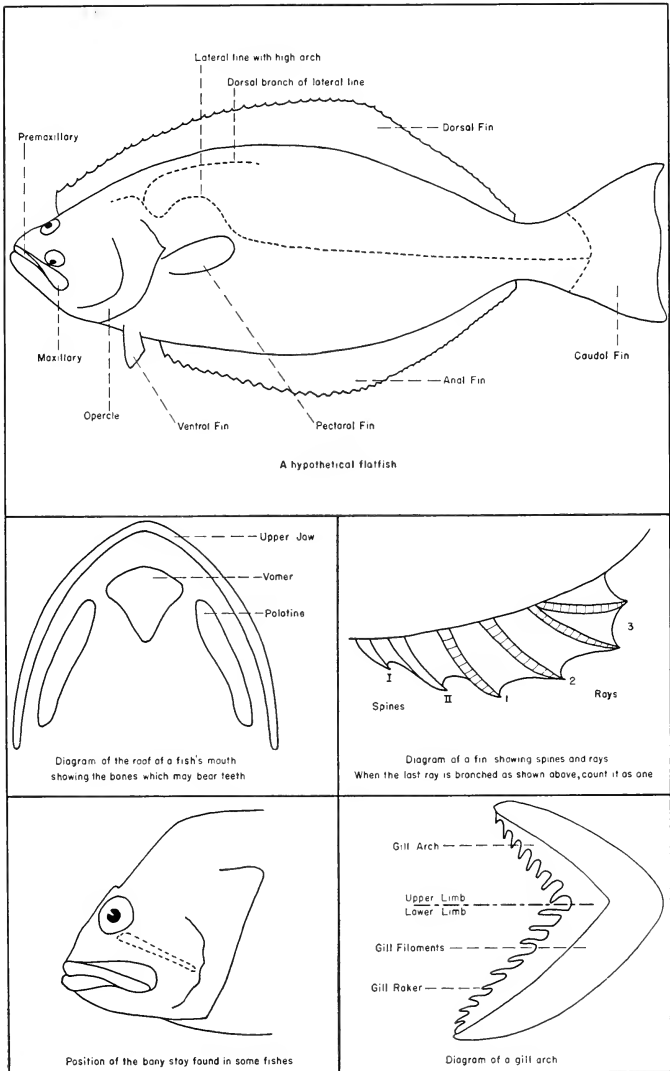 Lateral line with high arch
Dorsal branch of lateral line
Premaxillary
Dorsal Fin
Maxillary
Opercle
Ventral Fin
Pectoral Fin
Anal Fin
Caudal Fin
A hypothetical flatfish
Upper Jaw
Vomer
Palatine
Diagram of the roof of a fish's mouth
showing the bones which may bear teeth
I
II
1
2
3
Spines
Rays
Diagram of a fin showing spines and rays
When the last ray is branched as shown above, count it as one
Position of the bony stay found in some fishes
Gill Arch
Upper Limb
Lower Limb
Gill Filaments
Gill Raker
Diagram of a gill arch